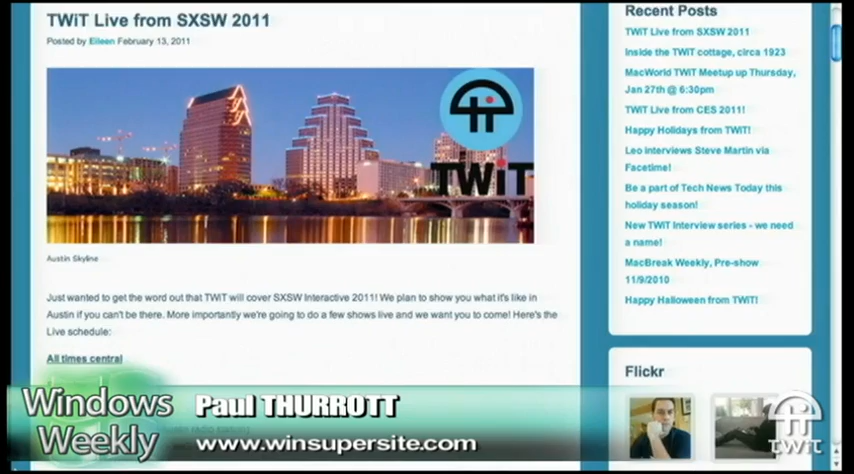 TWiT Live from SXSW 2011
Posted by Eileen February 13, 2011
TWiT
Austin Skyline
Just wanted to get the word out that TWiT will cover SXSW Interactive 2011! We plan to show you what it's like in
Austin if you can't be there. More importantly we're going to do a few shows live and we want you to come! Here's the
Live schedule:
All times central
Recent Posts
TWiT Live from SXSW 2011
Inside the TWiT cottage, circa 1923
MacWorld TWiT Meetup up Thursday,
Jan 27th @ 6:30pm
TWiT Live from CES 2011!
Happy Holidays from TWiT!
Leo Interviews Steve Martin via
Facetime!
Be a part of Tech News Today this
holiday season!
New TWiT Interview series - we need
a name!
MacBreak Weekly, Pre-show
11/9/2010
Happy Halloween from TWiT!
Flickr
Windows
Weekly
Paul THURROTT
www.winsupersite.com
TWiT